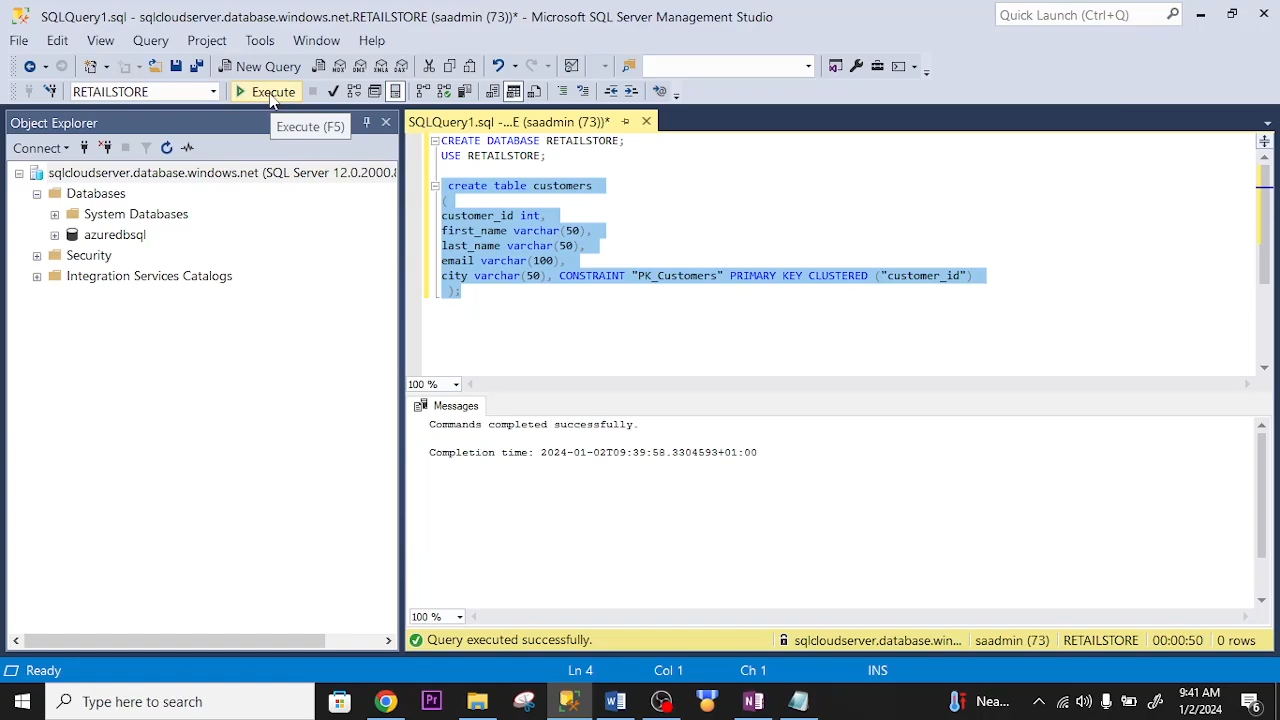 SQLQuery1.sql - sqlcloudserver.database.windows.net.RETAILSTORE (saadmin (73))* - Microsoft SQL Server Management Studio
Quick Launch (Ctrl+Q)
File Edit View Query Project Tools Window Help
New Query
RETAILSTORE
Execute
Execute (F5)
Object Explorer
Connect
sqlcloudserver.database.windows.net (SQL Server 12.0.2000.8
Databases
System Databases
azuredbsql
Security
Integration Services Catalogs
SQLQuery1.sql -...E (saadmin (73))*
CREATE DATABASE RETAILSTORE;
USE RETAILSTORE;
create table customers
(
customer_id int,
first_name varchar(50),
last_name varchar(50),
email varchar(100),
city varchar(50), CONSTRAINT "PK_Customers" PRIMARY KEY CLUSTERED ("customer_id")
);
100 %
Messages
Commands completed successfully.
Completion time: 2024-01-02T09:39:58.3304593+01:00
100 %
Query executed successfully.
sqlcloudserver.database.win... saadmin (73) RETAILSTORE 00:00:50 0 rows
Ready
Ln 4 Col 1 Ch 1 INS
Type here to search
Pr
Nea...
9:41 AM
1/2/2024
6